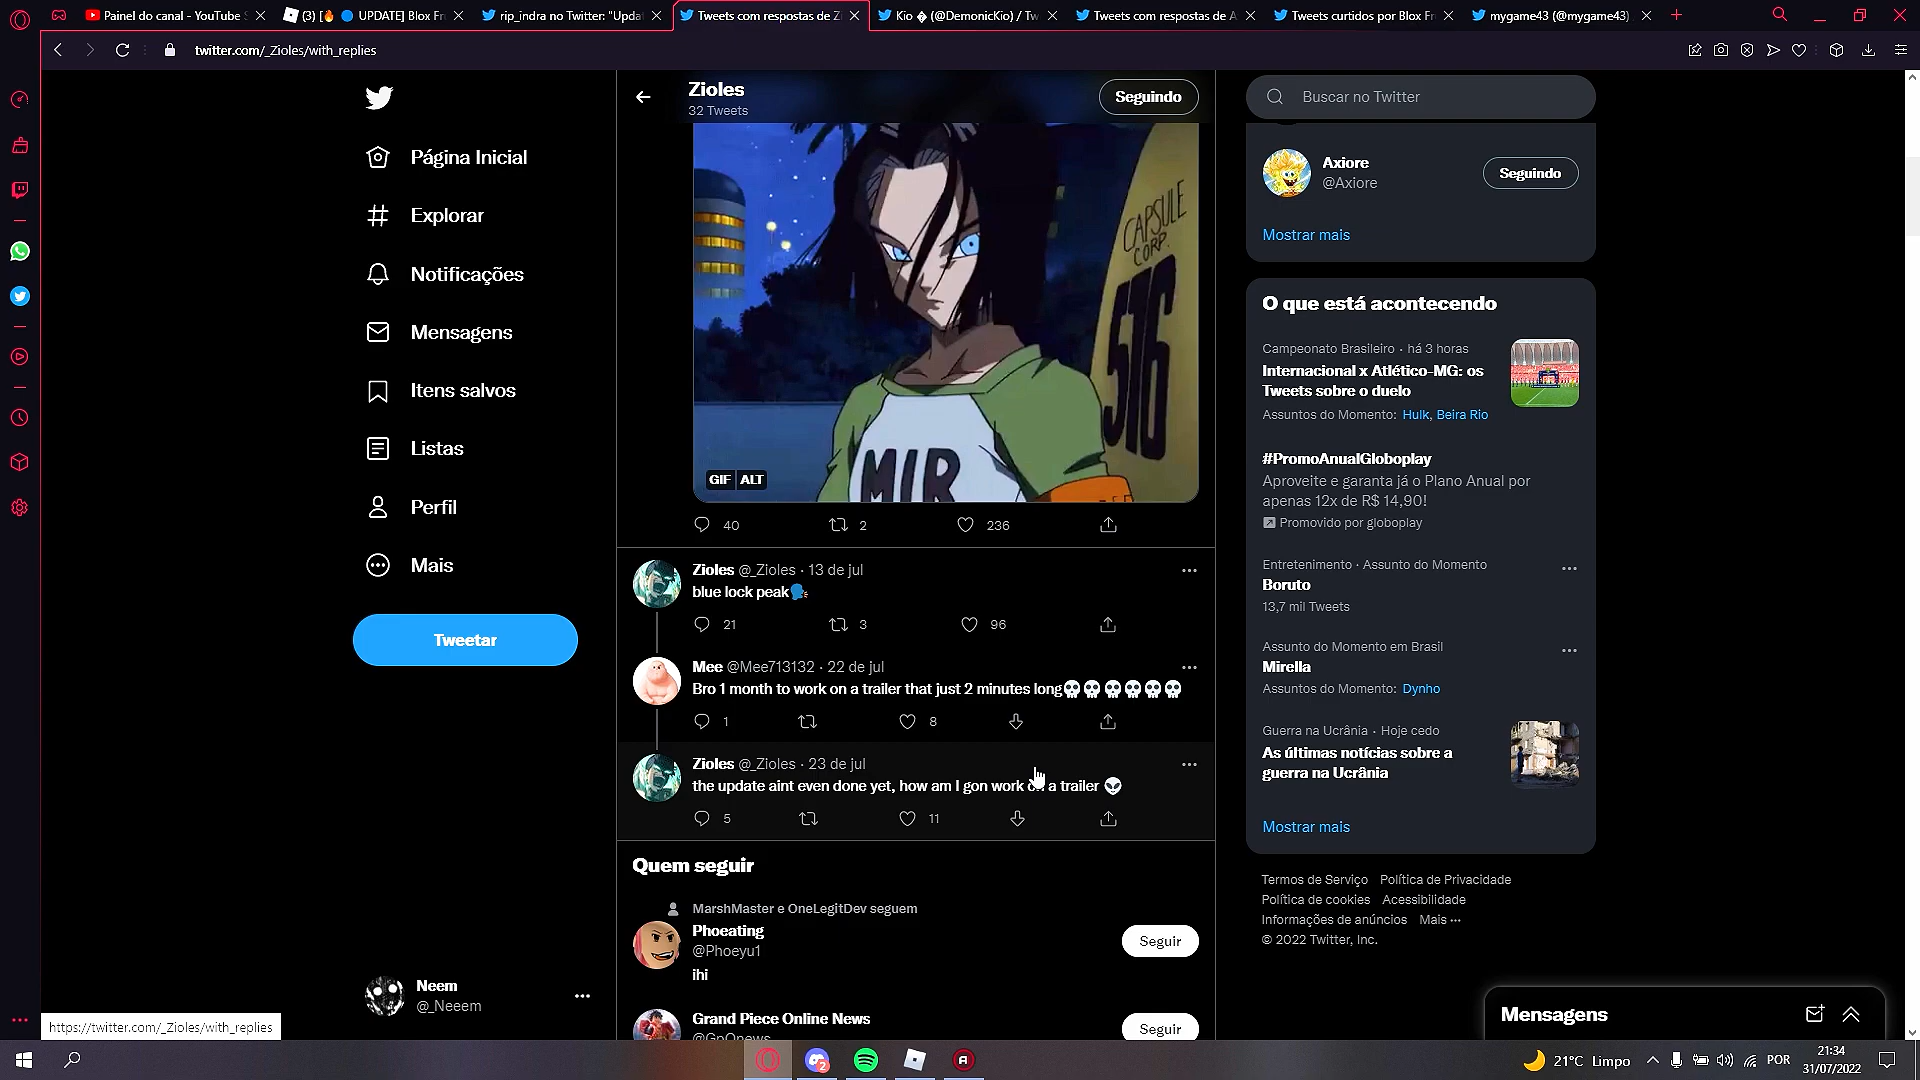 Painel do canal - YouTube S
(3) [🔥 🔵 UPDATE] Blox Fr
rip_indra no Twitter: "Updat
Tweets com respostas de Zi
Kio � (@DemonicKio) / Tw
Tweets com respostas de A
Tweets curtidos por Blox Fr
mygame43 (@mygame43)
twitter.com/_Zioles/with_replies
Página Inicial
Explorar
Notificações
Mensagens
Itens salvos
Listas
Perfil
Mais
Tweetar
Neem
@_Neeem
https://twitter.com/_Zioles/with_replies
Zioles
32 Tweets
Seguindo
CAPSULE
CORP.
576
MIR
GIF ALT
40 2 236
Zioles @_Zioles · 13 de jul
blue lock peak🗣
21 3 96
Mee @Mee713132 · 22 de jul
Bro 1 month to work on a trailer that just 2 minutes long💀💀💀💀💀💀
1 8
Zioles @_Zioles · 23 de jul
the update aint even done yet, how am I gon work on a trailer 👽
5 11
Quem seguir
MarshMaster e OneLegitDev seguem
Phoeating
@Phoeyu1
Seguir
ihi
Grand Piece Online News
@GpOnews
Seguir
Buscar no Twitter
Axiore
@Axiore
Seguindo
Mostrar mais
O que está acontecendo
Campeonato Brasileiro · há 3 horas
Internacional x Atlético-MG: os
Tweets sobre o duelo
Assuntos do Momento: Hulk, Beira Rio
#PromoAnualGloboplay
Aproveite e garanta já o Plano Anual por
apenas 12x de R$ 14,90!
Promovido por globoplay
Entretenimento · Assunto do Momento
Boruto
13,7 mil Tweets
Assunto do Momento em Brasil
Mirella
Assuntos do Momento: Dynho
Guerra na Ucrânia · Hoje cedo
As últimas notícias sobre a
guerra na Ucrânia
Mostrar mais
Termos de Serviço Política de Privacidade
Política de cookies Acessibilidade
Informações de anúncios Mais ···
© 2022 Twitter, Inc.
Mensagens
2
21°C Limpo
POR
21:34
31/07/2022